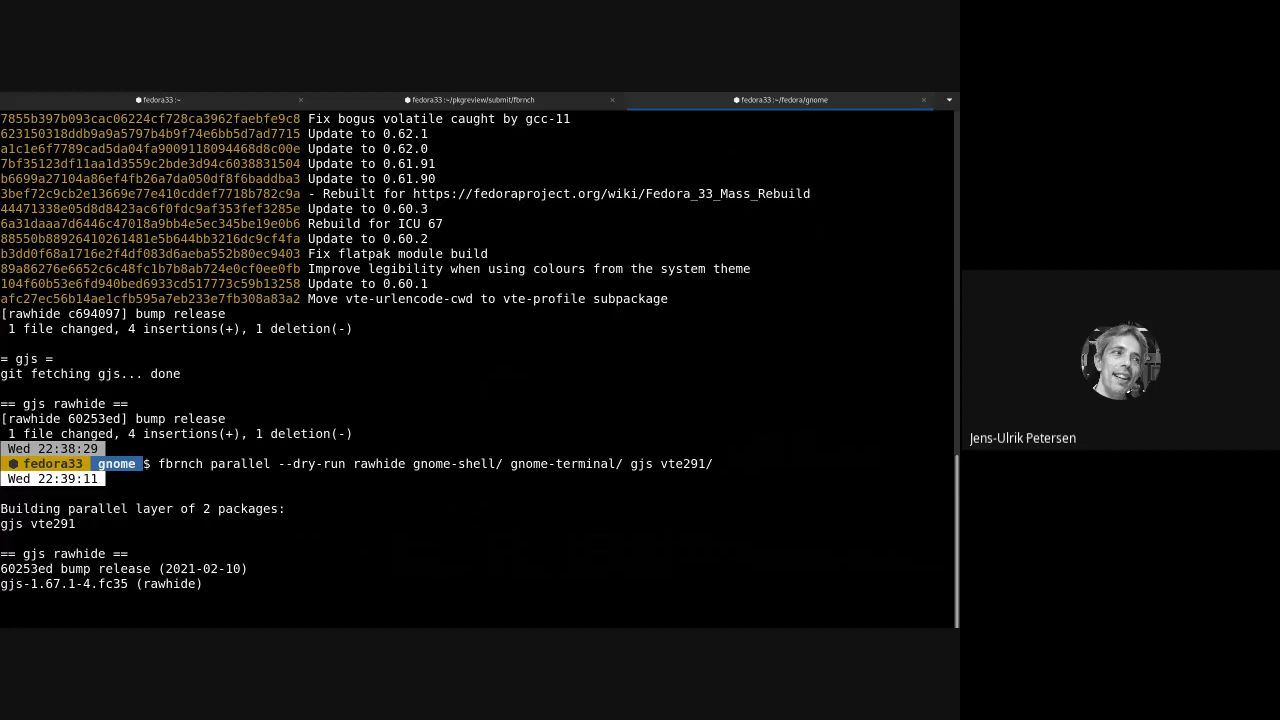 fedora33:~
fedora33:~/pkgreview/submit/fbrnch
fedora33:~/fedora/gnome
7855b397b093cac06224cf728ca3962faebfe9c8 Fix bogus volatile caught by gcc-11
623150318ddb9a9a5797b4b9f74e6bb5d7ad7715 Update to 0.62.1
a1c1e6f7789cad5da04fa9009118094468d8c00e Update to 0.62.0
7bf35123df11aa1d3559c2bde3d94c6038831504 Update to 0.61.91
b6699a27104a86ef4fb26a7da050df8f6baddba3 Update to 0.61.90
3bef72c9cb2e13669e77e410cddef7718b782c9a - Rebuilt for https://fedoraproject.org/wiki/Fedora_33_Mass_Rebuild
44471338e05d8d8423ac6f0fdc9af353fef3285e Update to 0.60.3
6a31daaa7d6446c47018a9bb4e5ec345be19e0b6 Rebuild for ICU 67
88550b88926410261481e5b644bb3216dc9cf4fa Update to 0.60.2
b3dd0f68a1716e2f4df083d6aeba552b80ec9403 Fix flatpak module build
89a86276e6652c6c48fc1b7b8ab724e0cf0ee0fb Improve legibility when using colours from the system theme
104f60b53e6fd940bed6933cd517773c59b13258 Update to 0.60.1
afc27ec56b14ae1cfb595a7eb233e7fb308a83a2 Move vte-urlencode-cwd to vte-profile subpackage
[rawhide c694097] bump release
1 file changed, 4 insertions(+), 1 deletion(-)
= gjs =
git fetching gjs... done
== gjs rawhide ==
[rawhide 60253ed] bump release
1 file changed, 4 insertions(+), 1 deletion(-)
Wed 22:38:29
fedora33 gnome $ fbrnch parallel --dry-run rawhide gnome-shell/ gnome-terminal/ gjs vte291/
Wed 22:39:11
Building parallel layer of 2 packages:
gjs vte291
== gjs rawhide ==
60253ed bump release (2021-02-10)
gjs-1.67.1-4.fc35 (rawhide)
Jens-Ulrik Petersen